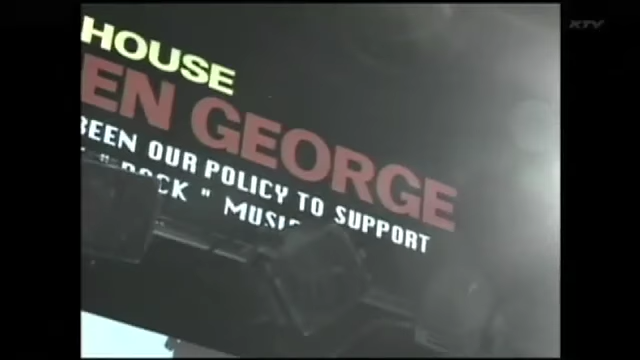 KTV
HOUSE
EN GEORGE
BEEN OUR POLICY TO SUPPORT
"ROCK" MUSIC